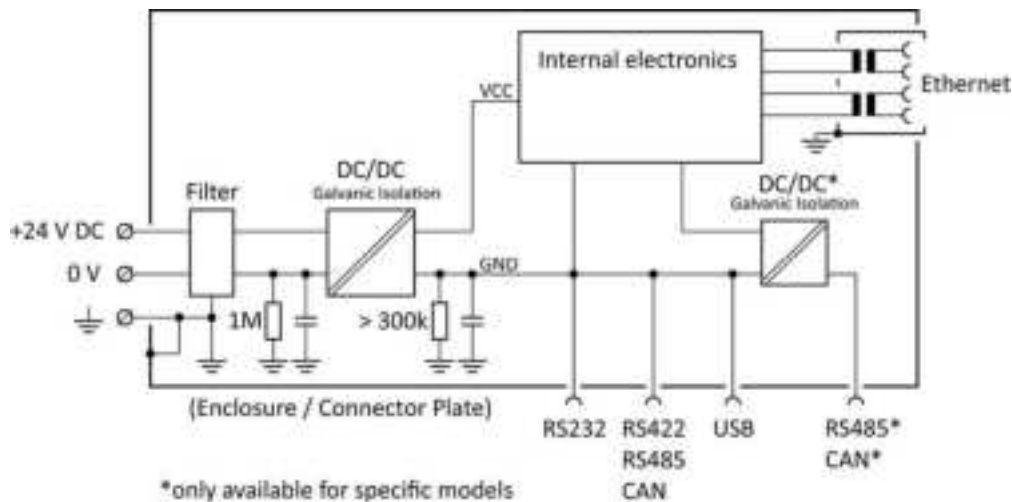 Internal electronics
Ethernet
VCC
DC/DC
Galvanic Isolation
DC/DC*
Galvanic Isolation
Filter
+24 V DC
0 V
GND
1M
> 300k
(Enclosure / Connector Plate)
RS232
RS422
RS485
CAN
USB
RS485*
CAN*
*only available for specific models